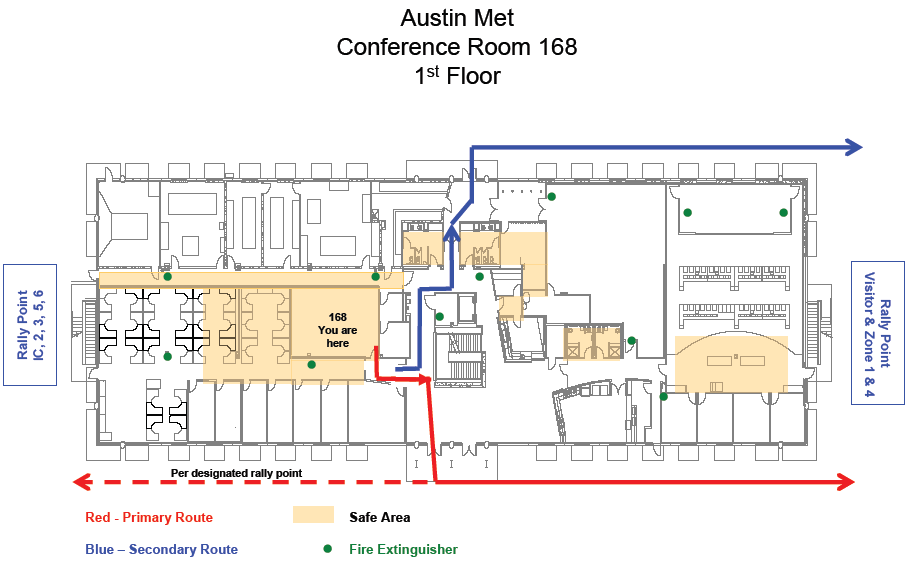 Austin Met
Conference Room 168
1st Floor
Rally Point
IC, 2, 3, 5, 6
168
You are
here
Rally Point
Visitor & Zone 1 & 4
Per designated rally point
Red - Primary Route
Safe Area
Blue – Secondary Route
Fire Extinguisher